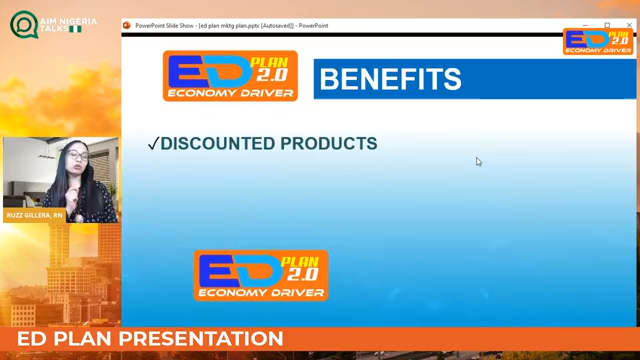 AIM NIGERIA
TALKS
PowerPoint Slide Show - [ed plan mktg plan.pptx [Autosaved]] - PowerPoint
ED PLAN
2.0
ECONOMY DRIVER
ED PLAN
2.0
ECONOMY DRIVER
BENEFITS
✓DISCOUNTED PRODUCTS
RUZZ GILLERA, RN
ED PLAN
2.0
ECONOMY DRIVER
ED PLAN PRESENTATION